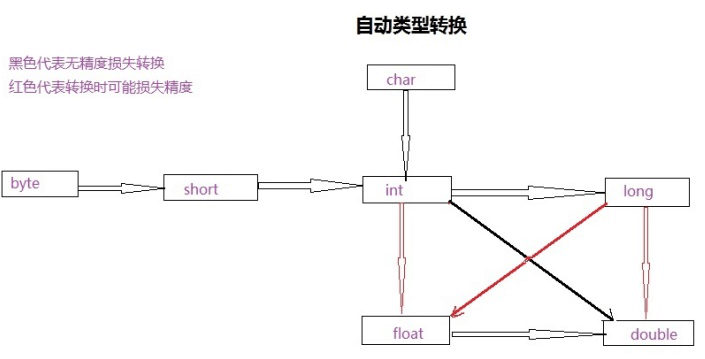 自动类型转换
黑色代表无精度损失转换
红色代表转换时可能损失精度
char
byte
short
int
long
float
double